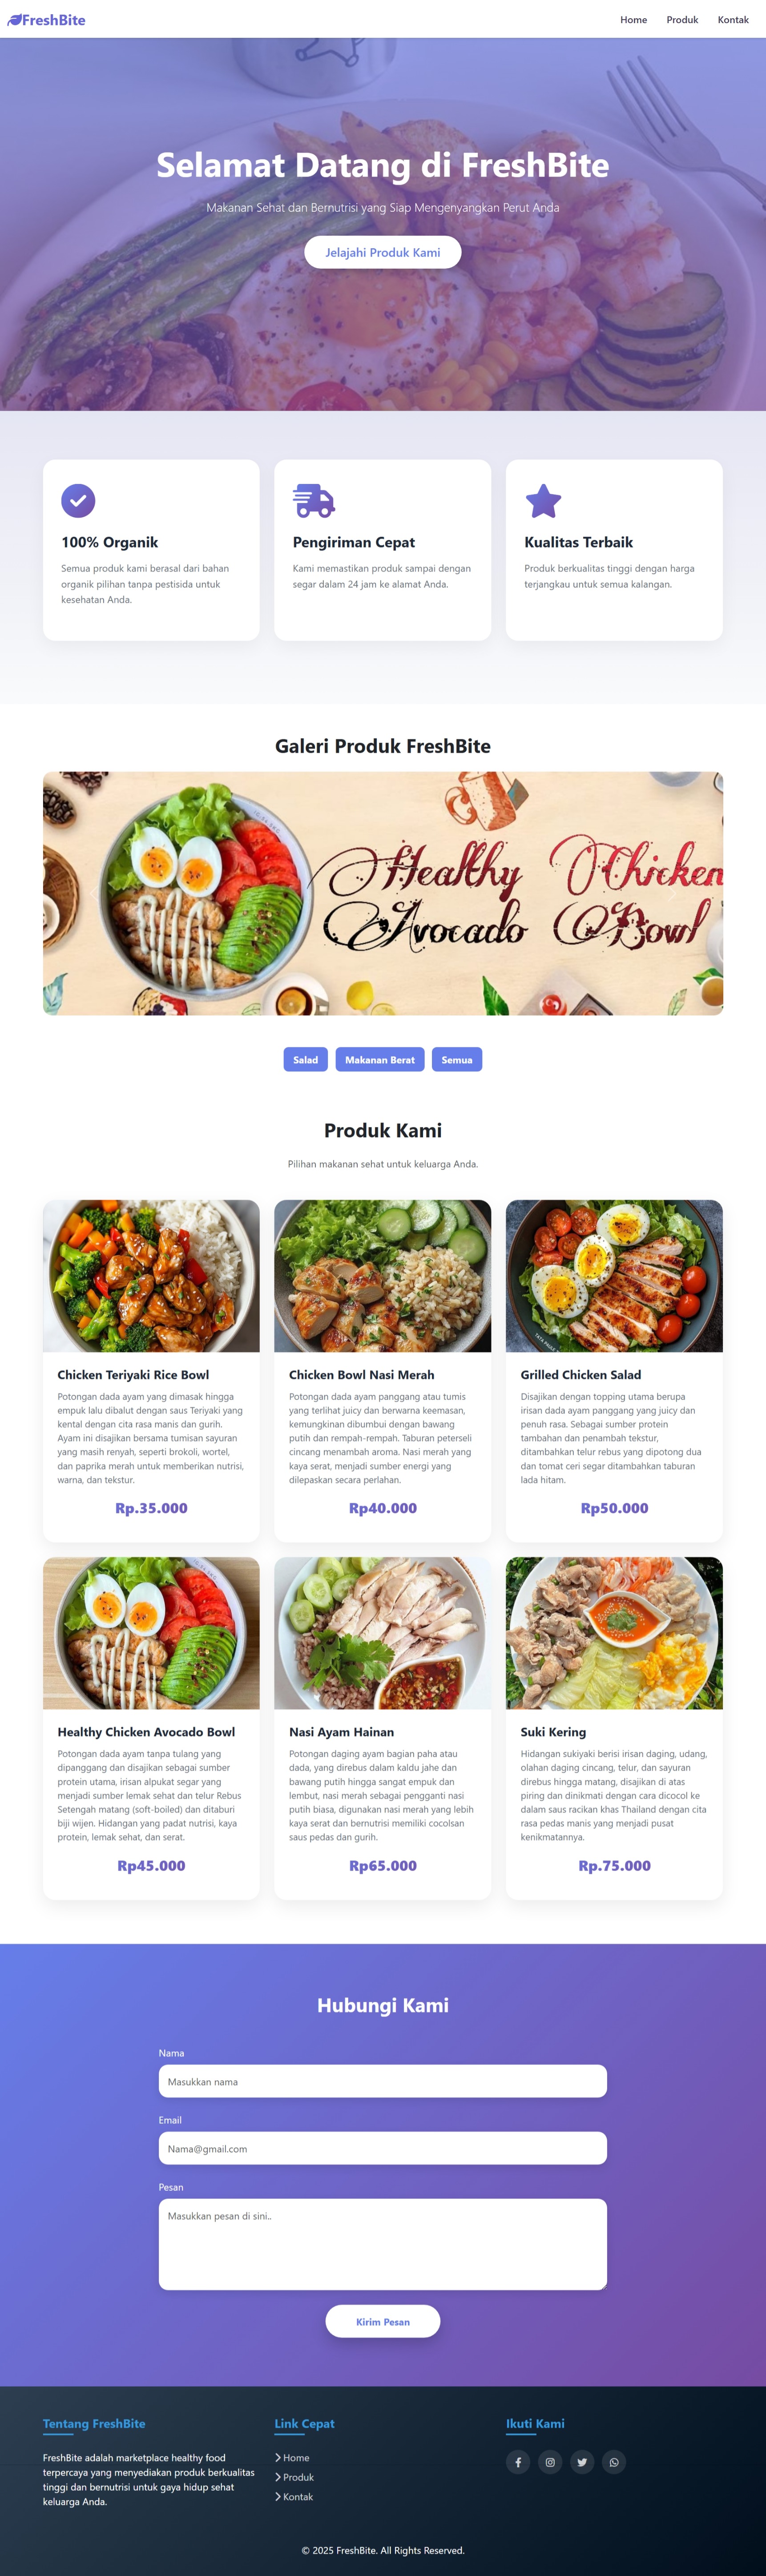 FreshBite
Home
Produk
Kontak
Selamat Datang di FreshBite
Makanan Sehat dan Bernutrisi yang Siap Mengenyangkan Perut Anda
Jelajahi Produk Kami
100% Organik
Semua produk kami berasal dari bahan
organik pilihan tanpa pestisida untuk
kesehatan Anda.
Pengiriman Cepat
Kami memastikan produk sampai dengan
segar dalam 24 jam ke alamat Anda.
Kualitas Terbaik
Produk berkualitas tinggi dengan harga
terjangkau untuk semua kalangan.
Galeri Produk FreshBite
Healthy Chicken
Avocado Bowl
Salad
Makanan Berat
Semua
Produk Kami
Pilihan makanan sehat untuk keluarga Anda.
Chicken Teriyaki Rice Bowl
Potongan dada ayam yang dimasak hingga
empuk lalu dibalut dengan saus Teriyaki yang
kental dengan cita rasa manis dan gurih.
Ayam ini disajikan bersama tumisan sayuran
yang masih renyah, seperti brokoli, wortel,
dan paprika merah untuk memberikan nutrisi,
warna, dan tekstur.
Rp.35.000
Chicken Bowl Nasi Merah
Potongan dada ayam panggang atau tumis
yang terlihat juicy dan berwarna keemasan,
kemungkinan dibumbui dengan bawang
putih dan rempah-rempah. Taburan peterseli
cincang menambah aroma. Nasi merah yang
kaya serat, menjadi sumber energi yang
dilepaskan secara perlahan.
Rp40.000
Grilled Chicken Salad
Disajikan dengan topping utama berupa
irisan dada ayam panggang yang juicy dan
penuh rasa. Sebagai sumber protein
tambahan dan penambah tekstur,
ditambahkan telur rebus yang dipotong dua
dan tomat ceri segar ditambahkan taburan
lada hitam.
Rp50.000
Healthy Chicken Avocado Bowl
Potongan dada ayam tanpa tulang yang
dipanggang dan disajikan sebagai sumber
protein utama, irisan alpukat segar yang
menjadi sumber lemak sehat dan telur Rebus
Setengah matang (soft-boiled) dan ditaburi
biji wijen. Hidangan yang padat nutrisi, kaya
protein, lemak sehat, dan serat.
Rp45.000
Nasi Ayam Hainan
Potongan daging ayam bagian paha atau
dada, yang direbus dalam kaldu jahe dan
bawang putih hingga sangat empuk dan
lembut, nasi merah sebagai pengganti nasi
putih biasa, digunakan nasi merah yang lebih
kaya serat dan bernutrisi memiliki cocolsan
saus pedas dan gurih.
Rp65.000
Suki Kering
Hidangan sukiyaki berisi irisan daging, udang,
olahan daging cincang, telur, dan sayuran
direbus hingga matang, disajikan di atas
piring dan dinikmati dengan cara dicocol ke
dalam saus racikan khas Thailand dengan cita
rasa pedas manis yang menjadi pusat
kenikmatannya.
Rp.75.000
Hubungi Kami
Nama
Masukkan nama
Email
Nama@gmail.com
Pesan
Masukkan pesan di sini..
Kirim Pesan
Tentang FreshBite
FreshBite adalah marketplace healthy food
terpercaya yang menyediakan produk berkualitas
tinggi dan bernutrisi untuk gaya hidup sehat
keluarga Anda.
Link Cepat
Home
Produk
Kontak
Ikuti Kami
© 2025 FreshBite. All Rights Reserved.